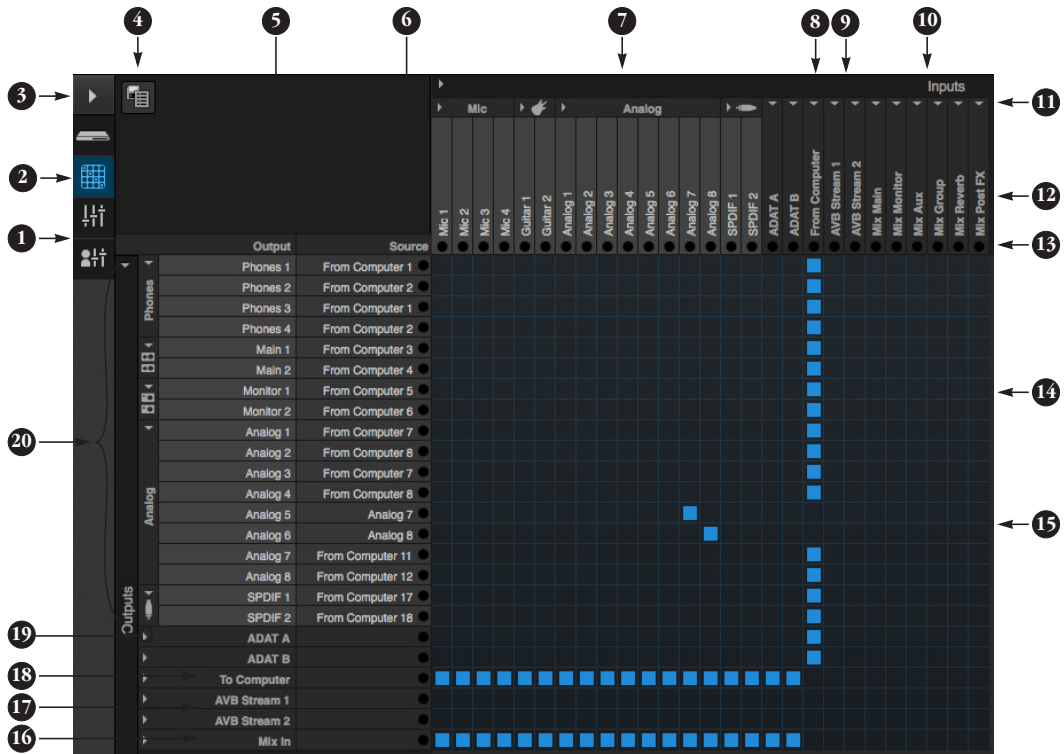 4 5 6 7 8 9 10
3
Inputs
11
Mic Analog
2
Mic 1
Mic 2
Mic 3
Mic 4
Guitar 1
Guitar 2
Analog 1
Analog 2
Analog 3
Analog 4
Analog 5
Analog 6
Analog 7
Analog 8
SPDIF 1
SPDIF 2
ADAT A
ADAT B
From Computer
AVB Stream 1
AVB Stream 2
Mix Main
Mix Monitor
Mix Aux
Mix Group
Mix Reverb
Mix Post FX
12
1
Output Source
13
Outputs
Phones
Phones 1 From Computer 1
Phones 2 From Computer 2
Phones 3 From Computer 1
Phones 4 From Computer 2
Main 1 From Computer 3
Main 2 From Computer 4
Monitor 1 From Computer 5
14
Monitor 2 From Computer 6
Analog
Analog 1 From Computer 7
20
Analog 2 From Computer 8
Analog 3 From Computer 7
Analog 4 From Computer 8
Analog 5 Analog 7
15
Analog 6 Analog 8
Analog 7 From Computer 11
Analog 8 From Computer 12
SPDIF 1 From Computer 17
SPDIF 2 From Computer 18
19
ADAT A
ADAT B
18
To Computer
17
AVB Stream 1
AVB Stream 2
16
Mix In